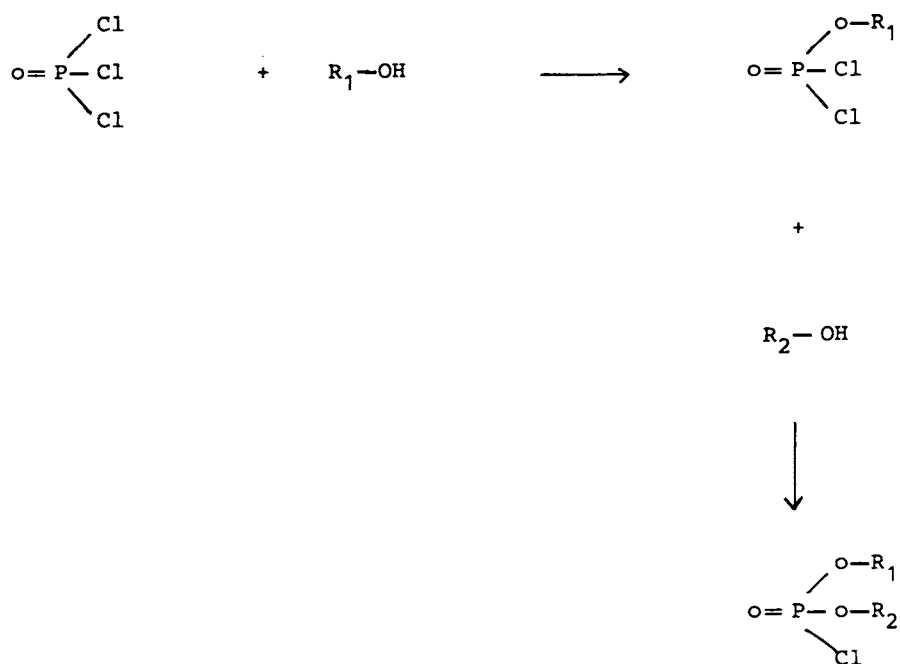 Cl O—R₁
O=P—Cl + R₁—OH ⟶ O=P—Cl
Cl Cl
+
R₂—OH
↓
O—R₁
O=P—O—R₂
Cl